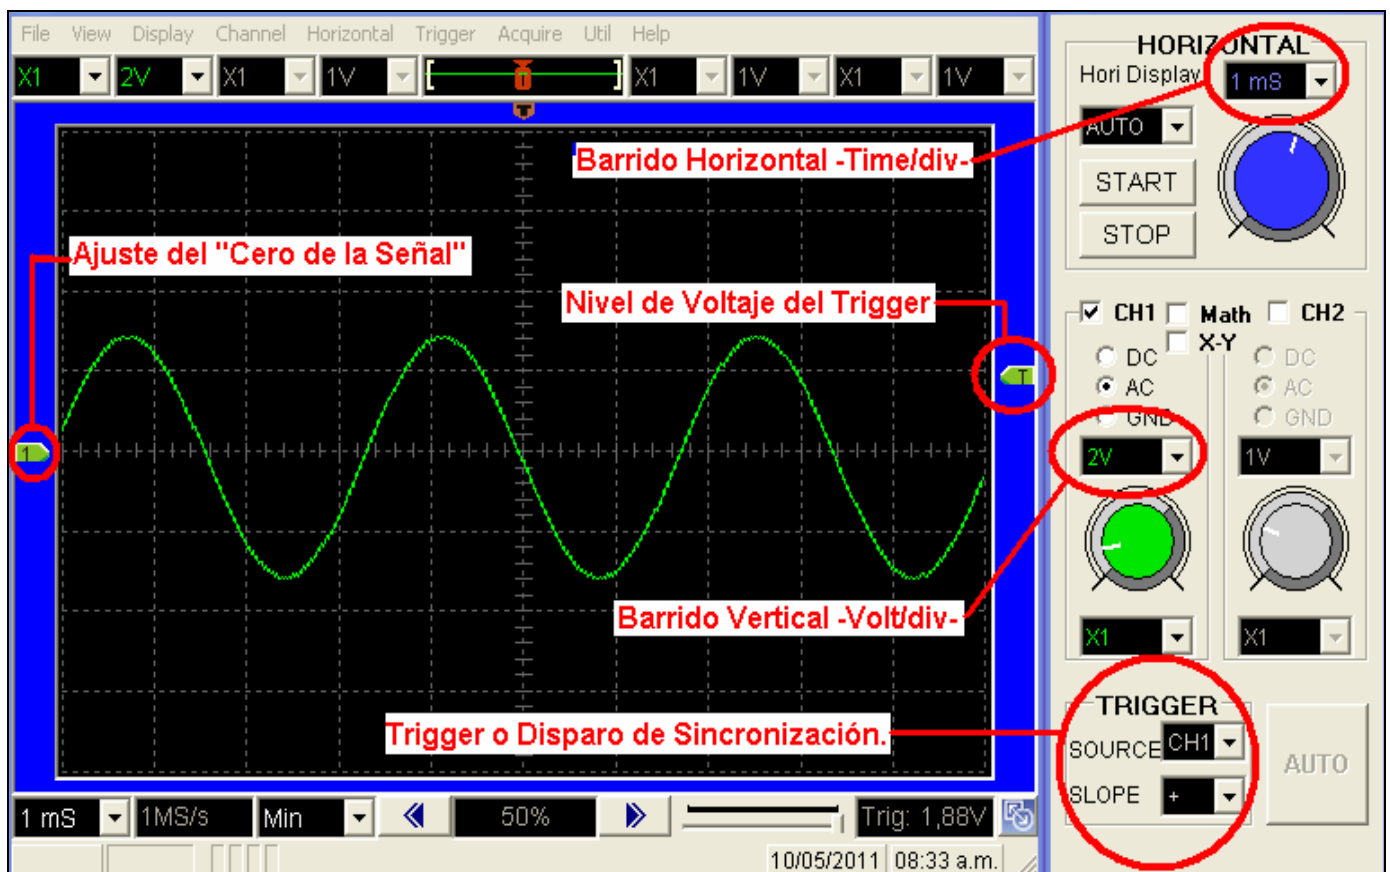 File View Display Channel Horizontal Trigger Acquire Util Help
X1 2V X1 1V T X1 1V X1 1V
T
HORIZONTAL
Hori Display 1 mS
AUTO
START
STOP
Barrido Horizontal -Time/div-
Ajuste del "Cero de la Señal"
Nivel de Voltaje del Trigger
T
1
CH1 Math CH2
X-Y
DC DC
AC AC
GND GND
2V 1V
Barrido Vertical -Volt/div-
X1 X1
Trigger o Disparo de Sincronización.
TRIGGER
SOURCE CH1
SLOPE +
AUTO
1 mS 1MS/s Min 50% Trig: 1,88V
10/05/2011 08:33 a.m.